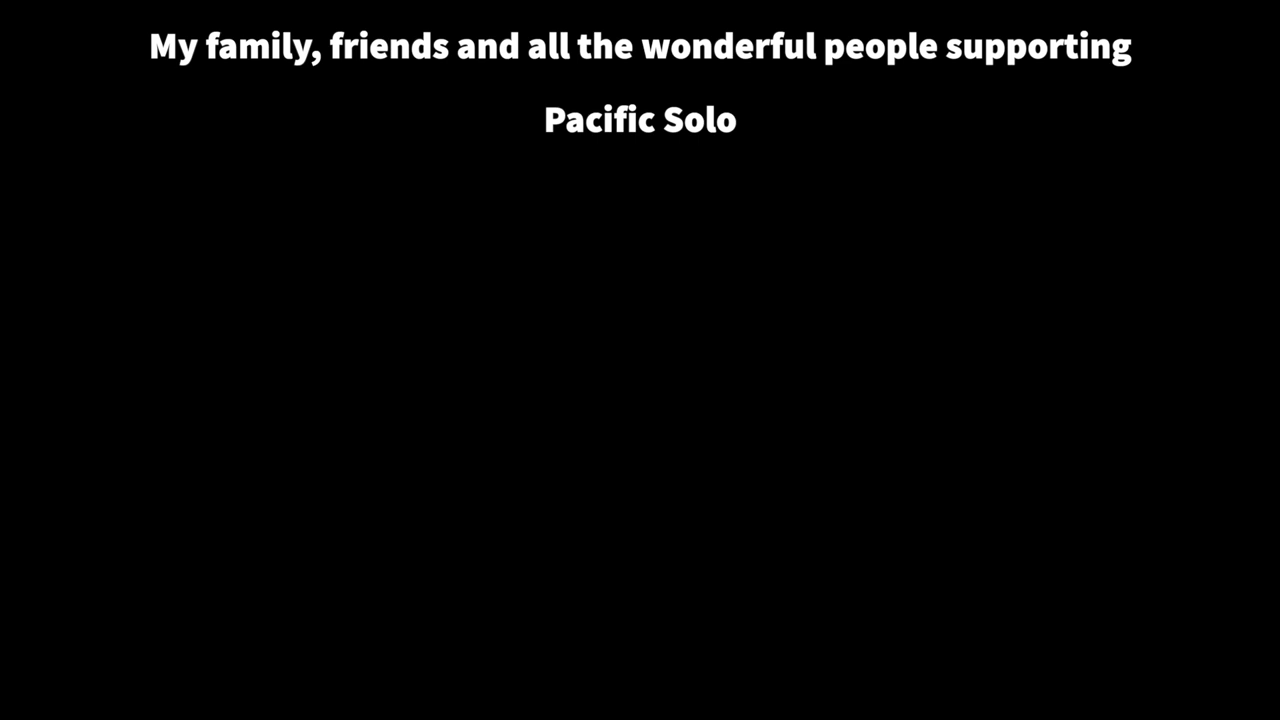 My family, friends and all the wonderful people supporting
Pacific Solo